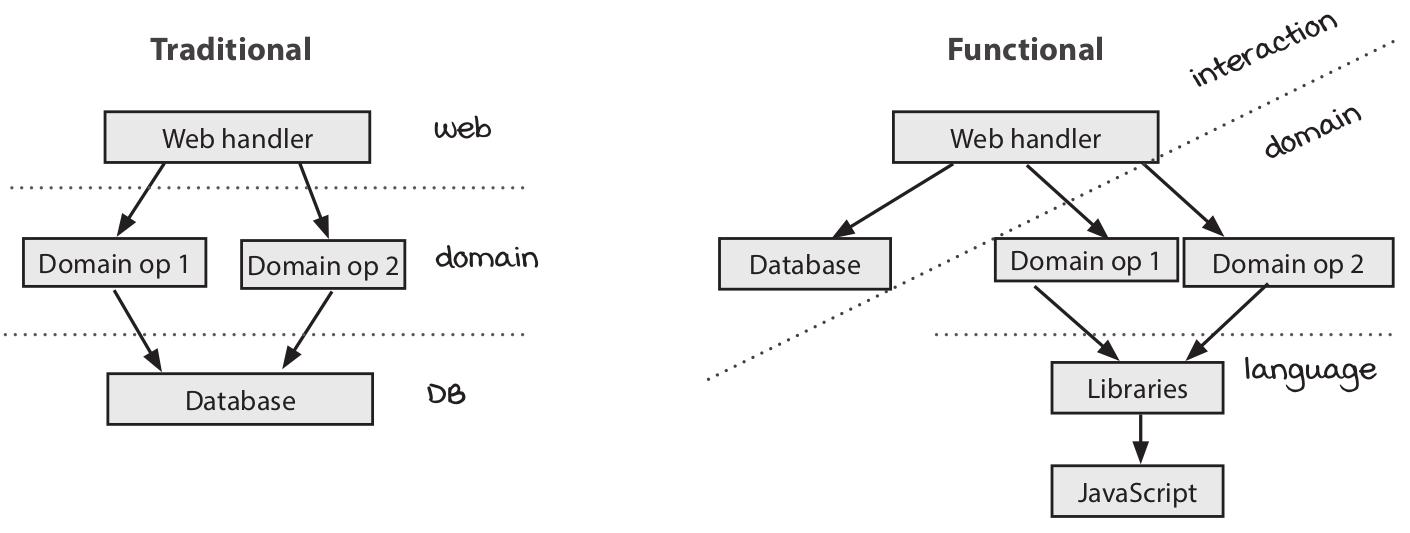 Traditional
Web handler
web
Domain op 1
Domain op 2
domain
Database
DB
Functional
interaction
Web handler
domain
Database
Domain op 1
Domain op 2
Libraries
language
JavaScript